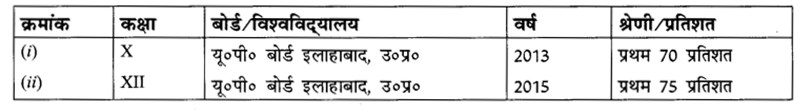 क्रमांक कक्षा बोर्ड/विश्वविद्यालय वर्ष श्रेणी/प्रतिशत
(i) X यू०पी० बोर्ड इलाहाबाद, उ०प्र० 2013 प्रथम 70 प्रतिशत
(ii) XII यू०पी० बोर्ड इलाहाबाद, उ०प्र० 2015 प्रथम 75 प्रतिशत